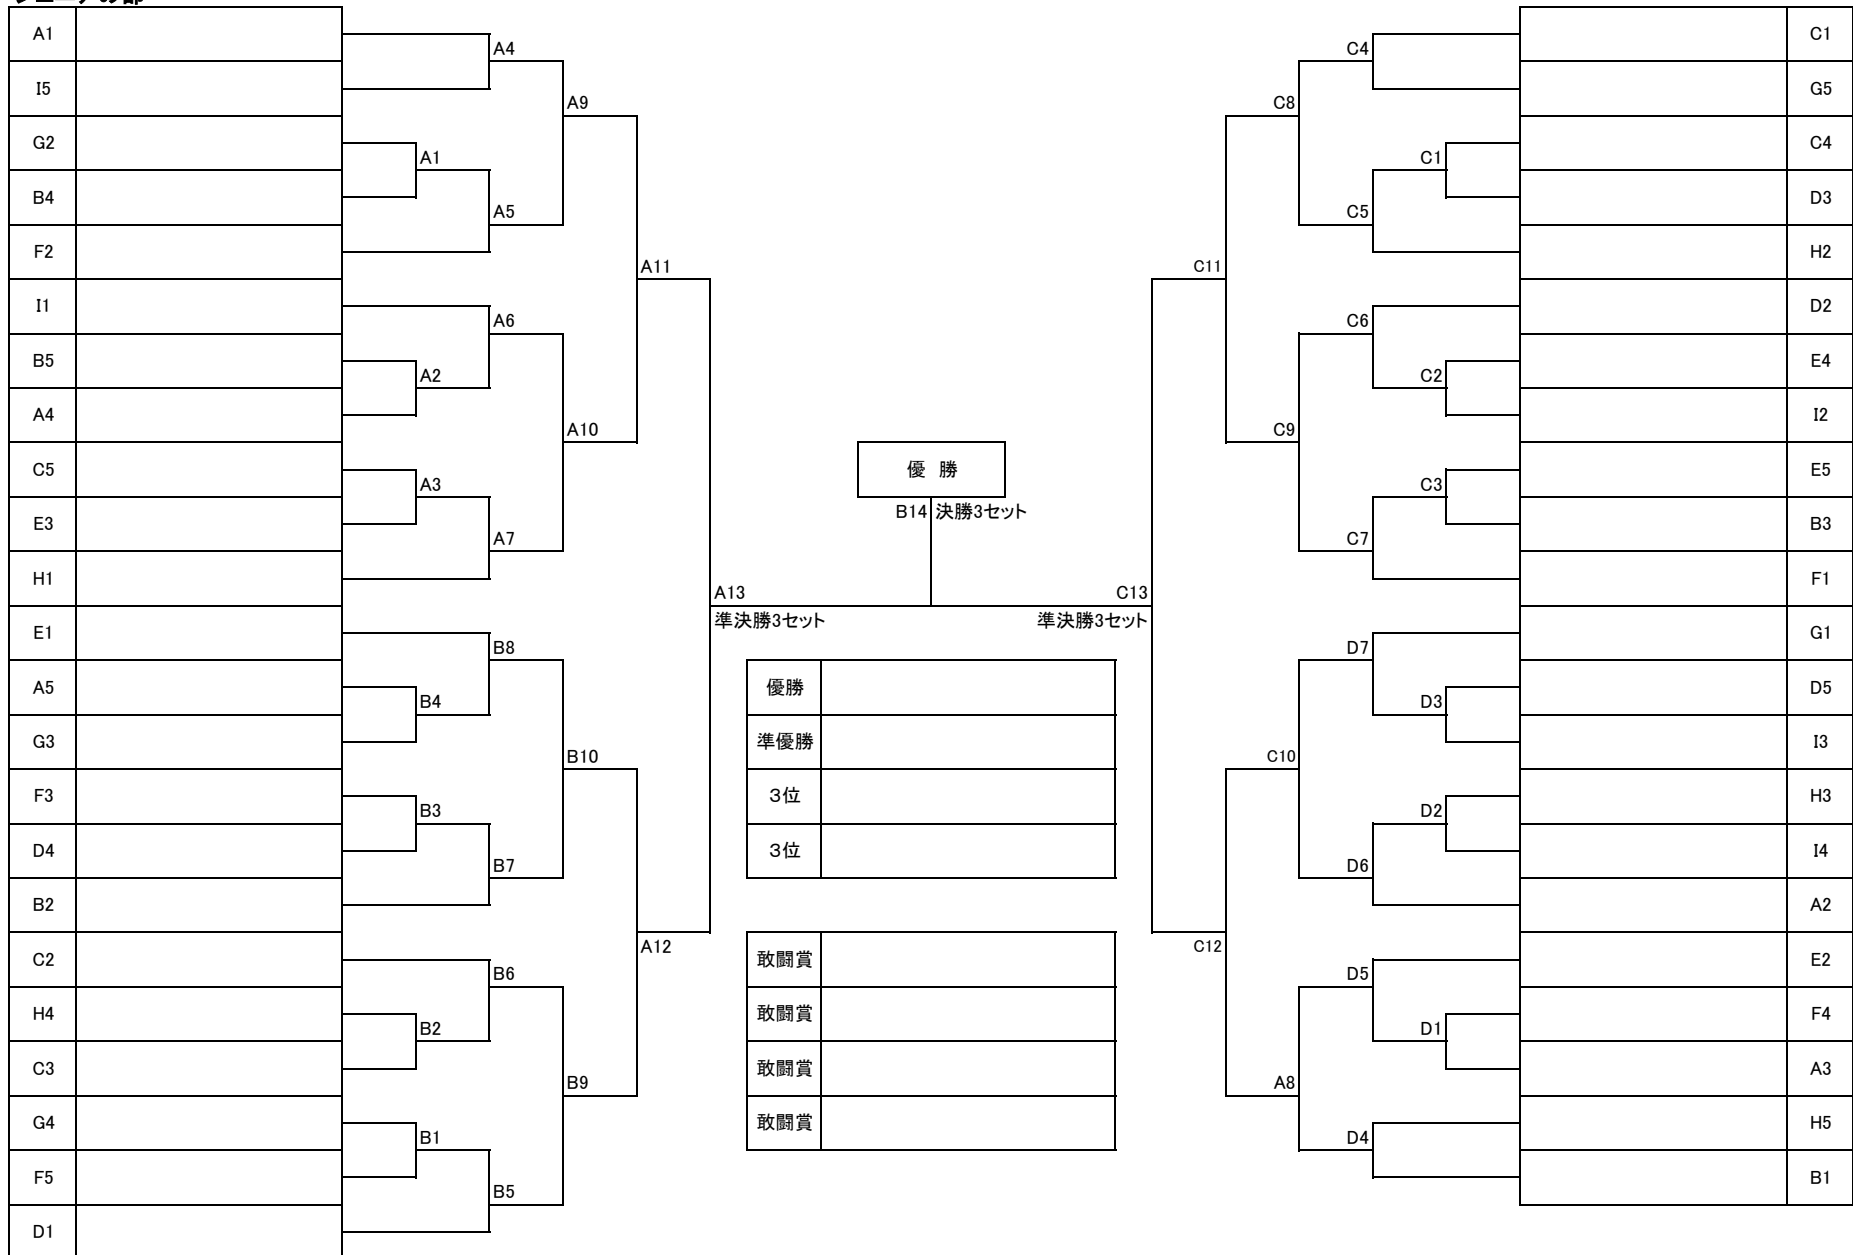 A1 C1
A4 C4
I5 G5
A9 C8
G2 C4
A1 C1
B4 D3
A5 C5
F2 H2
A11 C11
I1 D2
A6 C6
B5 E4
A2 C2
A4 I2
A10 C9
C5 優 勝 E5
A3 C3
B14 決勝3セット
E3 B3
A7 C7
H1 F1
A13 C13
準決勝3セット 準決勝3セット
E1 G1
B8 D7
A5 優勝 D5
B4 D3
G3 準優勝 I3
B10 C10
F3 3位 H3
B3 D2
D4 3位 I4
B7 D6
B2 A2
A12 C12
C2 敢闘賞 E2
B6 D5
H4 敢闘賞 F4
B2 D1
C3 敢闘賞 A3
B9 A8
G4 敢闘賞 H5
B1 D4
F5 B1
B5
D1